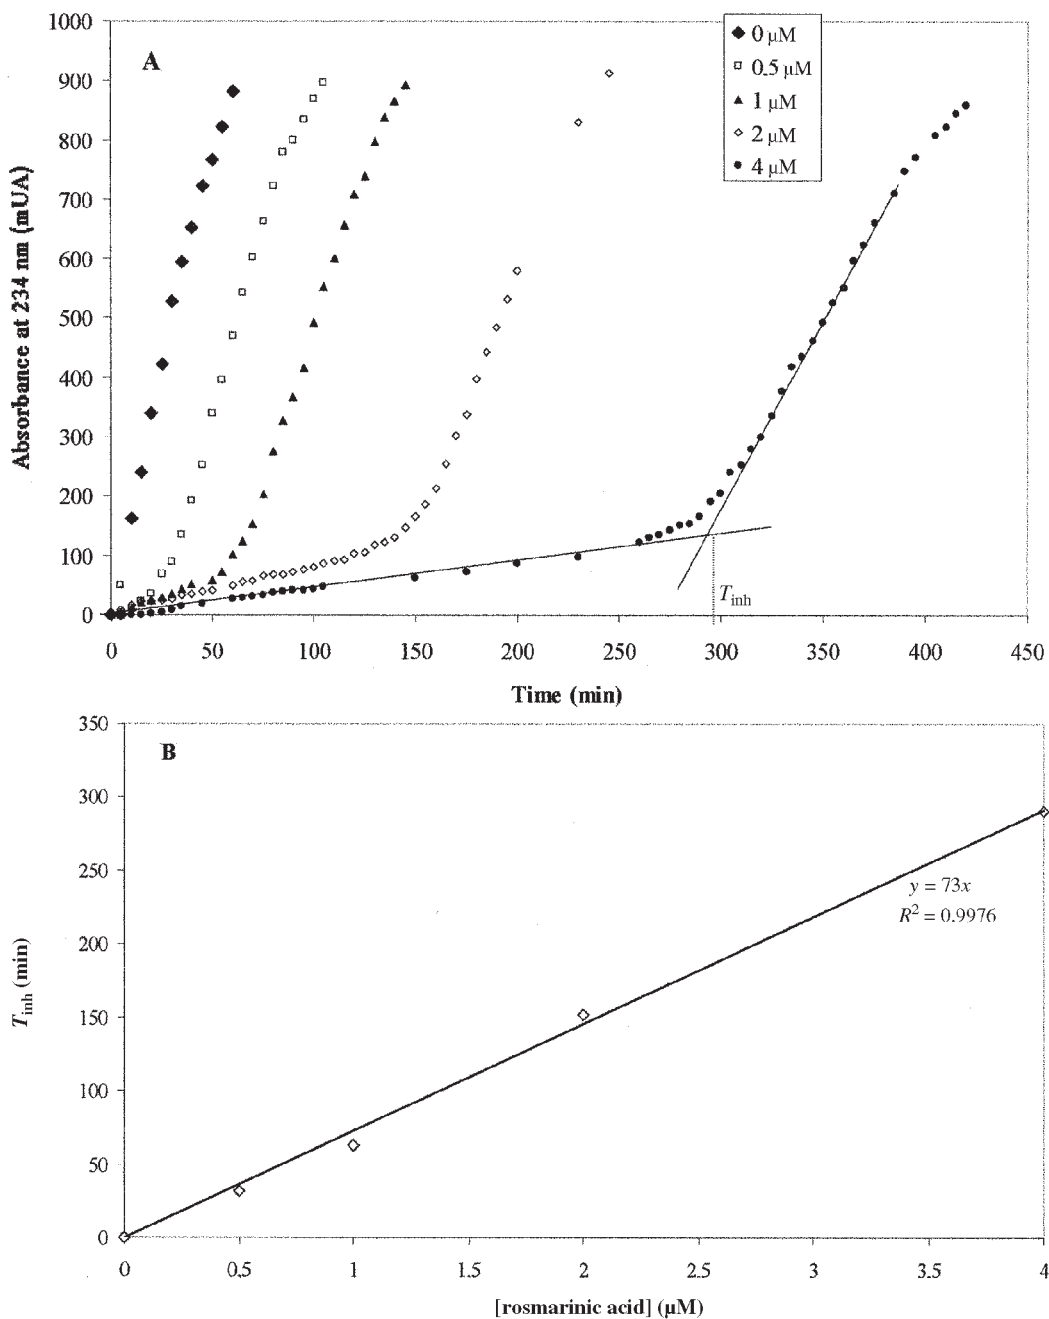 1000
900
800
700
600
500
400
300
200
100
0
Absorbance at 234 nm (mUA)
A
0 µM
0.5 µM
1 µM
2 µM
4 µM
T inh
0 50 100 150 200 250 300 350 400 450
Time (min)
350
300
250
200
150
100
50
0
T inh (min)
B
y = 73x
R² = 0.9976
0 0.5 1 1.5 2 2.5 3 3.5 4
[rosmarinic acid] (µM)